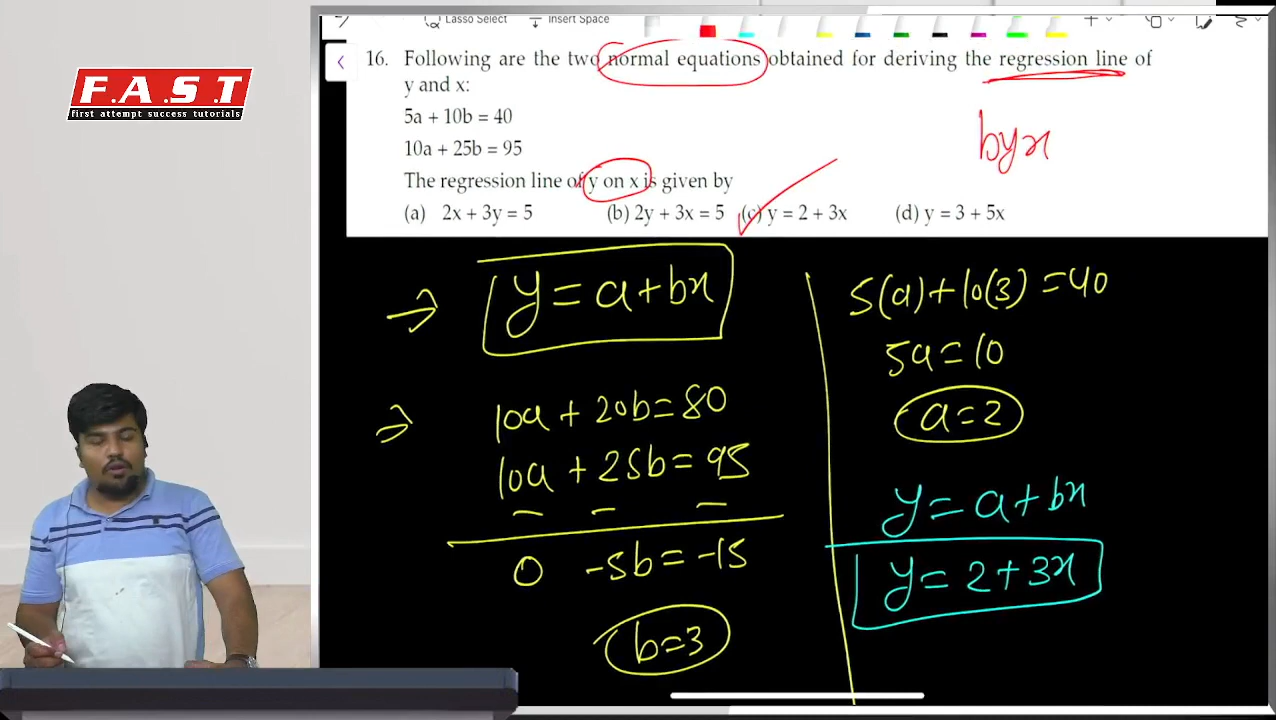 Lasso Select
Insert Space
F.A.S.T
first attempt success tutorials
16. Following are the two normal equations obtained for deriving the regression line of
y and x:
5a + 10b = 40
10a + 25b = 95
The regression line of y on x is given by
(a) 2x + 3y = 5 (b) 2y + 3x = 5 (c) y = 2 + 3x (d) y = 3 + 5x
byx
⇒ y = a + bx
⇒ 10a + 20b = 80
10a + 25b = 95
− − −
0 -5b = -15
b = 3
5(a) + 10(3) = 40
5a = 10
a = 2
y = a + bx
y = 2 + 3x